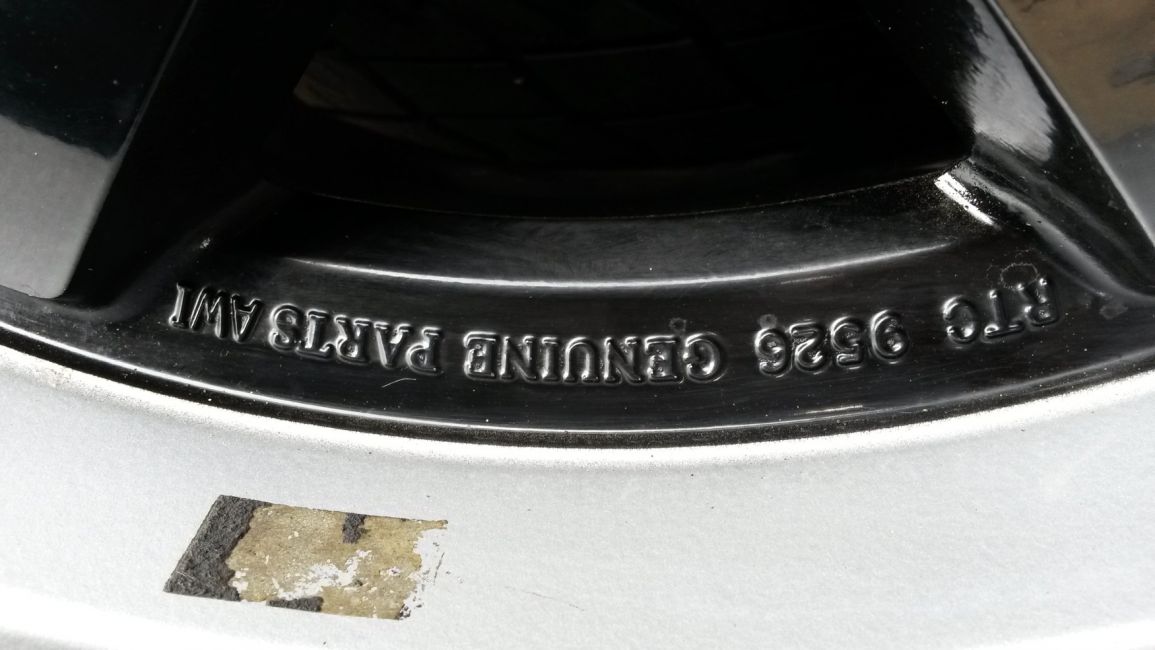 RTC 9526 GENUINE PARTS AWI